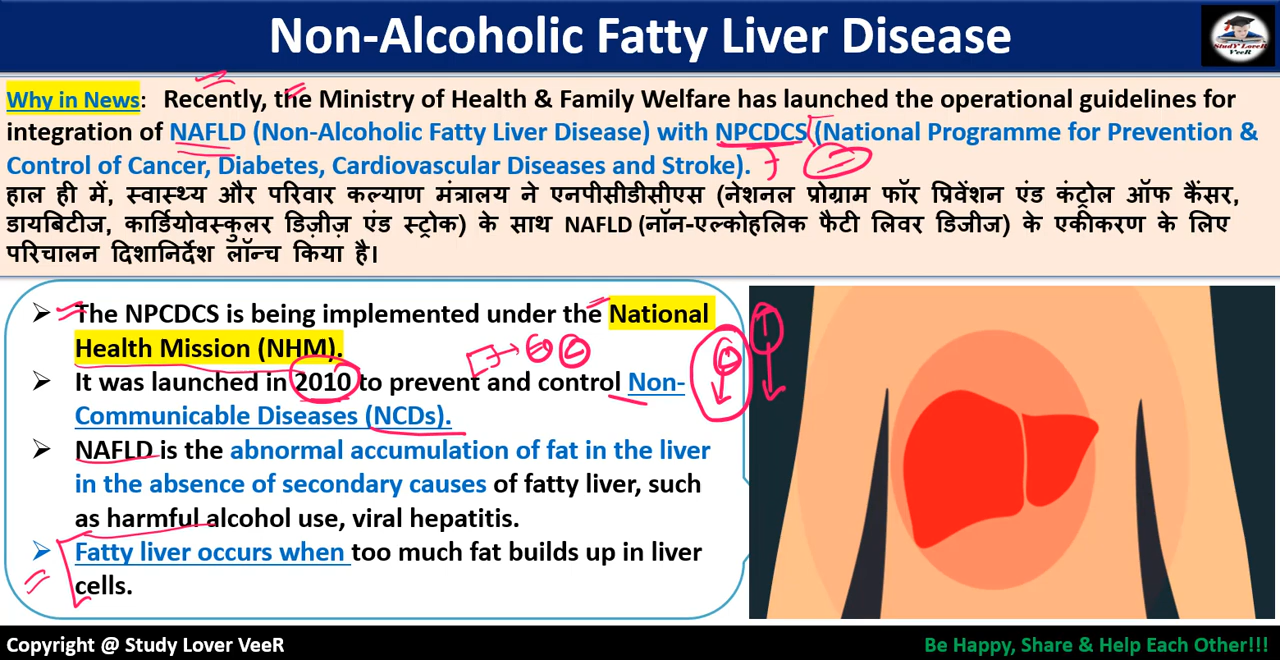 Non-Alcoholic Fatty Liver Disease
StudY LoveR
VeeR
Why in News: Recently, the Ministry of Health & Family Welfare has launched the operational guidelines for
integration of NAFLD (Non-Alcoholic Fatty Liver Disease) with NPCDCS (National Programme for Prevention &
Control of Cancer, Diabetes, Cardiovascular Diseases and Stroke).
हाल ही में, स्वास्थ्य और परिवार कल्याण मंत्रालय ने एनपीसीडीसीएस (नेशनल प्रोग्राम फॉर प्रिवेंशन एंड कंट्रोल ऑफ कैंसर,
डायबिटीज, कार्डियोवस्कुलर डिज़ीज़ एंड स्ट्रोक) के साथ NAFLD (नॉन-एल्कोहलिक फैटी लिवर डिजीज) के एकीकरण के लिए
परिचालन दिशानिर्देश लॉन्च किया है।
➢ The NPCDCS is being implemented under the National
Health Mission (NHM).
➢ It was launched in 2010 to prevent and control Non-
Communicable Diseases (NCDs).
➢ NAFLD is the abnormal accumulation of fat in the liver
in the absence of secondary causes of fatty liver, such
as harmful alcohol use, viral hepatitis.
➢ Fatty liver occurs when too much fat builds up in liver
cells.
Copyright @ Study Lover VeeR
Be Happy, Share & Help Each Other!!!